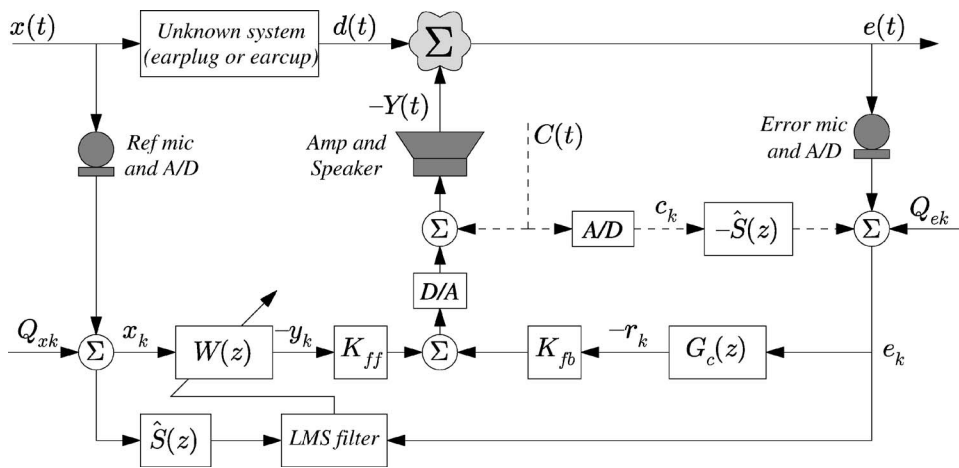 x(t)
Unknown system
(earplug or earcup)
d(t)
Σ
e(t)
–Y(t)
Ref mic
and A/D
Amp and
Speaker
C(t)
Error mic
and A/D
Σ
A/D
c_k
–Ŝ(z)
Σ
Q_ek
D/A
Q_xk
Σ
x_k
W(z)
–y_k
K_ff
Σ
K_fb
–r_k
G_c(z)
e_k
Ŝ(z)
LMS filter